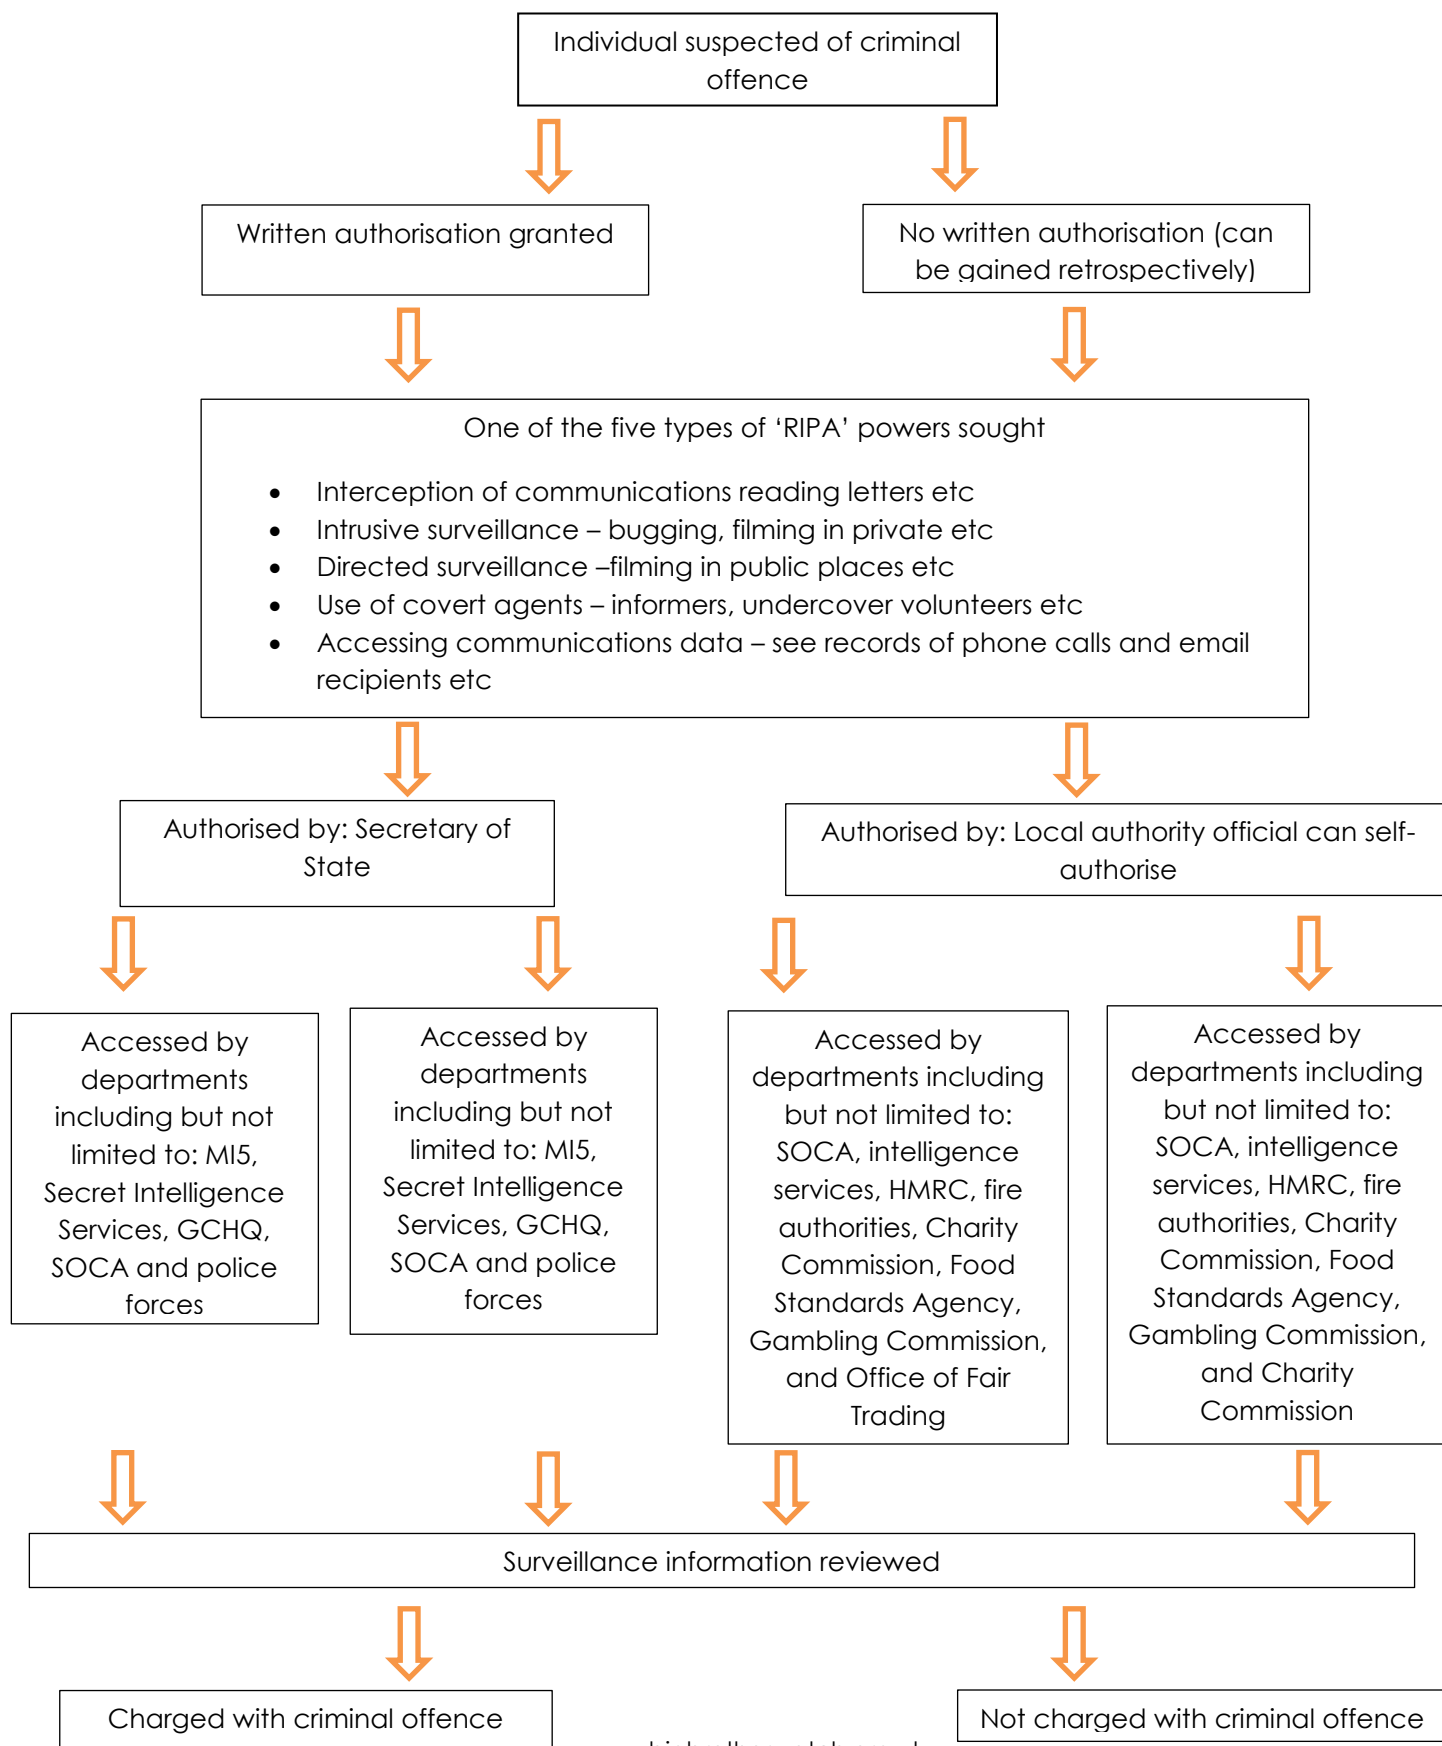 Individual suspected of criminal
offence
Written authorisation granted
No written authorisation (can
be gained retrospectively)
One of the five types of ‘RIPA’ powers sought
• Interception of communications reading letters etc
• Intrusive surveillance – bugging, filming in private etc
• Directed surveillance –filming in public places etc
• Use of covert agents – informers, undercover volunteers etc
• Accessing communications data – see records of phone calls and email
recipients etc
Authorised by: Secretary of
State
Authorised by: Local authority official can self-
authorise
Accessed by
departments
including but not
limited to: MI5,
Secret Intelligence
Services, GCHQ,
SOCA and police
forces
Accessed by
departments
including but not
limited to: MI5,
Secret Intelligence
Services, GCHQ,
SOCA and police
forces
Accessed by
departments including
but not limited to:
SOCA, intelligence
services, HMRC, fire
authorities, Charity
Commission, Food
Standards Agency,
Gambling Commission,
and Office of Fair
Trading
Accessed by
departments including
but not limited to:
SOCA, intelligence
services, HMRC, fire
authorities, Charity
Commission, Food
Standards Agency,
Gambling Commission,
and Charity
Commission
Surveillance information reviewed
Charged with criminal offence
Not charged with criminal offence